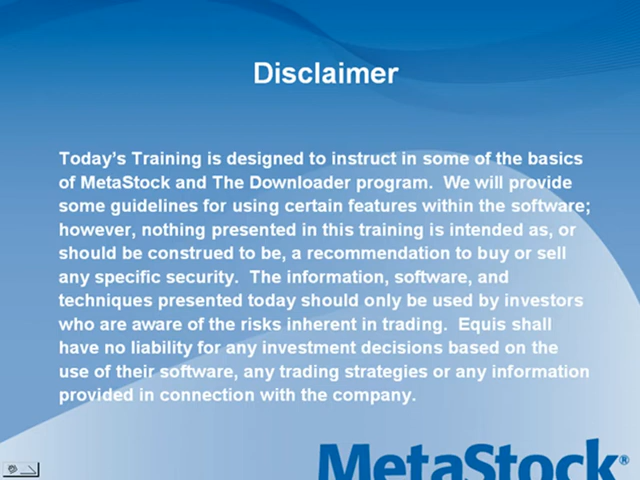 Disclaimer
Today's Training is designed to instruct in some of the basics
of MetaStock and The Downloader program.  We will provide
some guidelines for using certain features within the software;
however, nothing presented in this training is intended as, or
should be construed to be, a recommendation to buy or sell
any specific security.  The information, software, and
techniques presented today should only be used by investors
who are aware of the risks inherent in trading.  Equis shall
have no liability for any investment decisions based on the
use of their software, any trading strategies or any information
provided in connection with the company.
MetaStock®